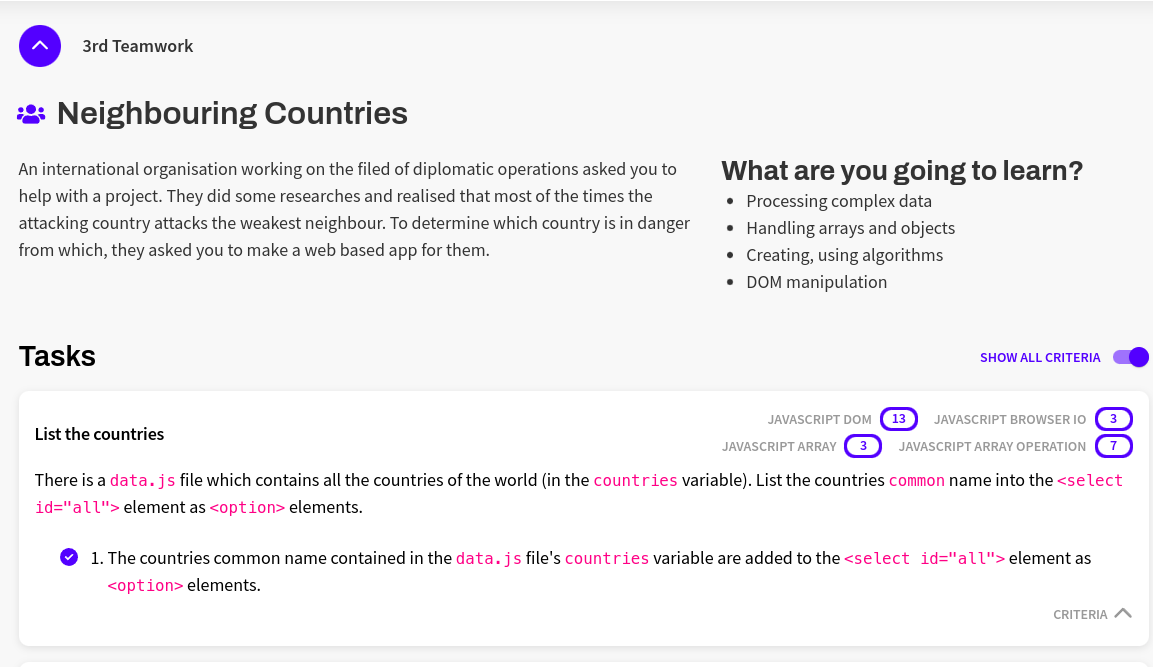 3rd Teamwork
Neighbouring Countries
An international organisation working on the filed of diplomatic operations asked you to
help with a project. They did some researches and realised that most of the times the
attacking country attacks the weakest neighbour. To determine which country is in danger
from which, they asked you to make a web based app for them.
What are you going to learn?
Processing complex data
Handling arrays and objects
Creating, using algorithms
DOM manipulation
Tasks
SHOW ALL CRITERIA
List the countries
JAVASCRIPT DOM 13 JAVASCRIPT BROWSER IO 3
JAVASCRIPT ARRAY 3 JAVASCRIPT ARRAY OPERATION 7
There is a data.js file which contains all the countries of the world (in the countries variable). List the countries common name into the <select
id="all"> element as <option> elements.
1. The countries common name contained in the data.js file's countries variable are added to the <select id="all"> element as
<option> elements.
CRITERIA